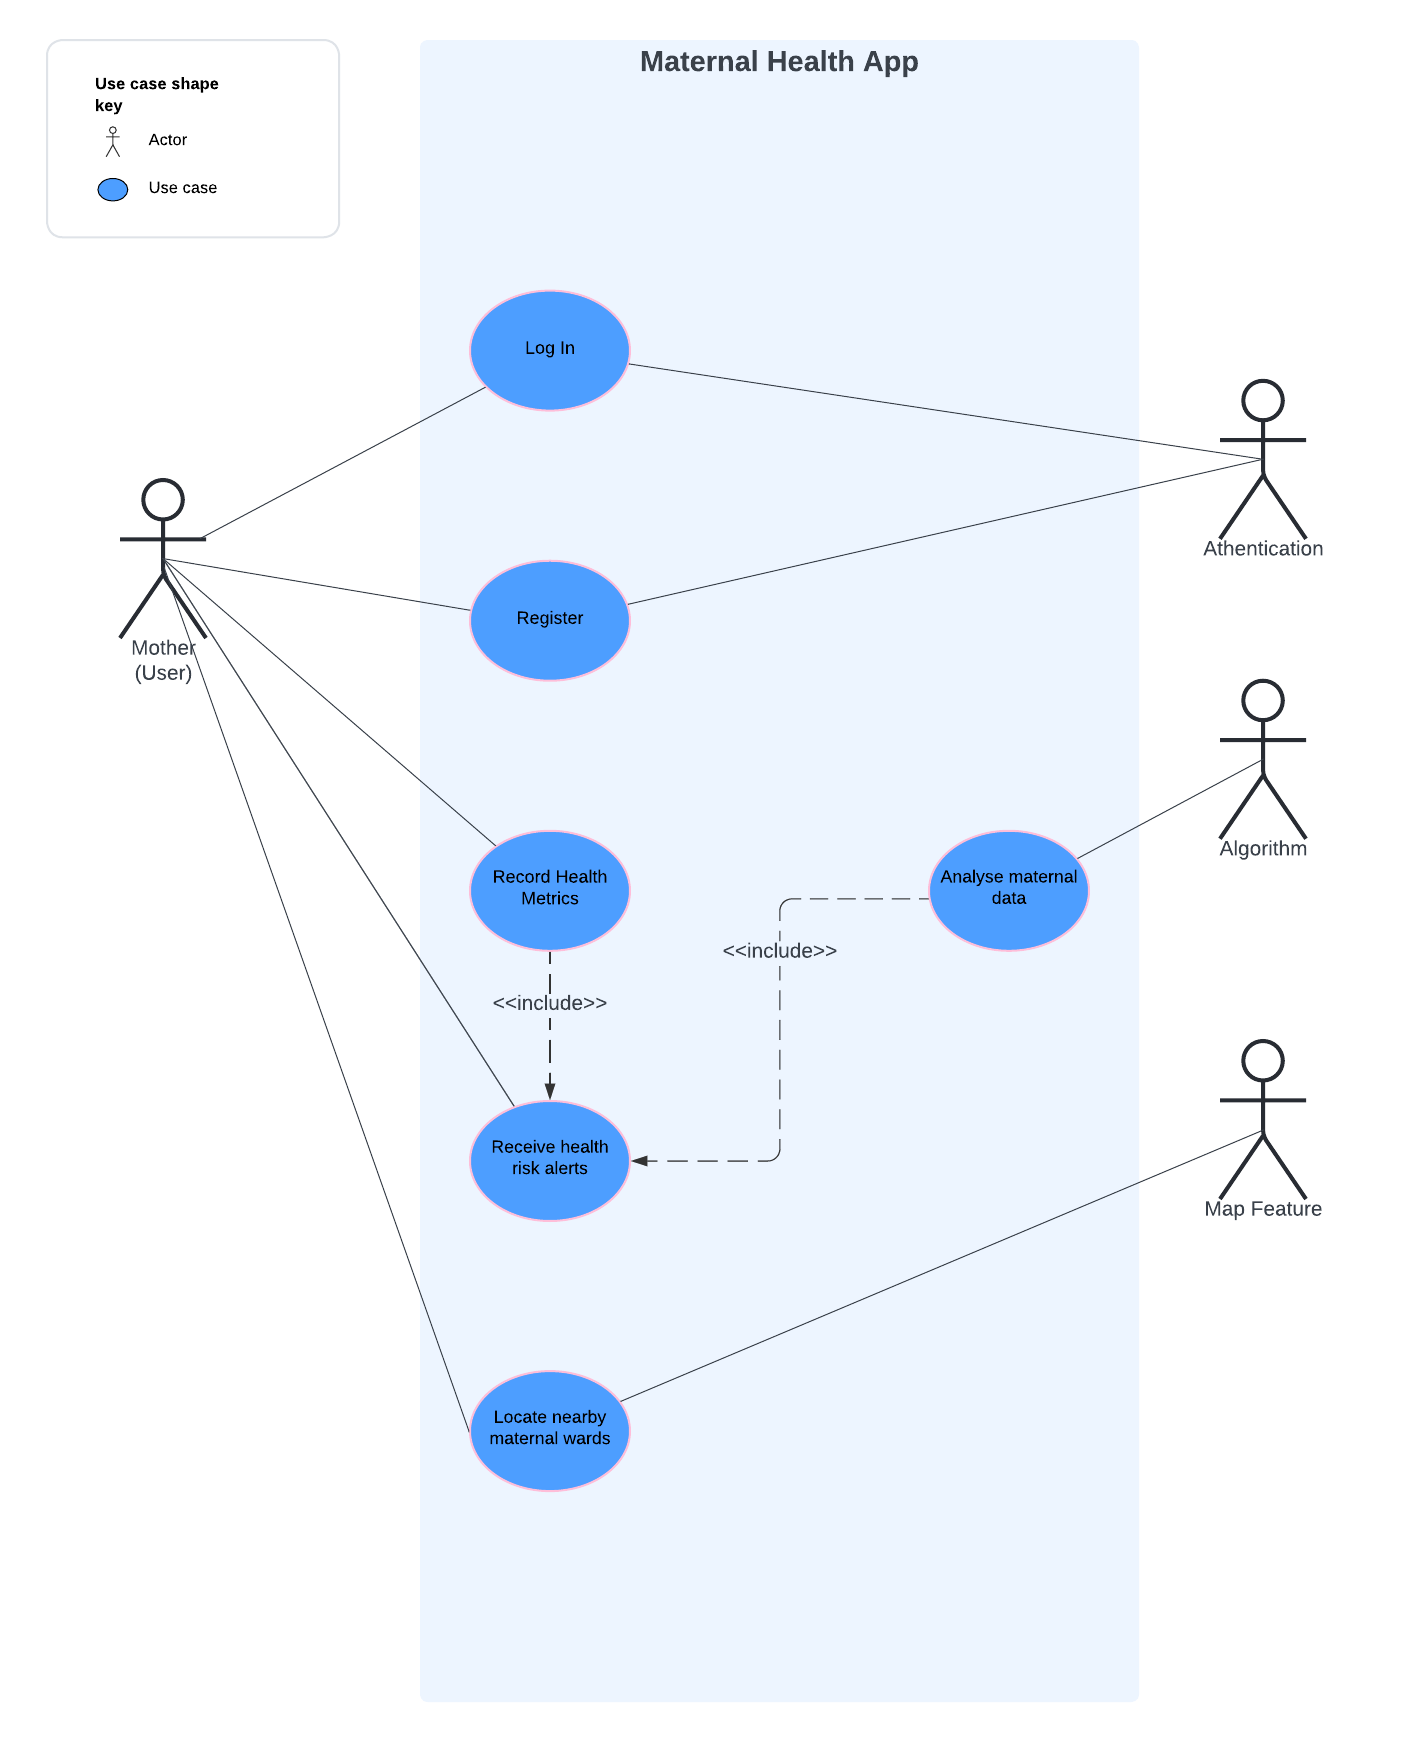 Maternal Health App
Use case shape
key
Actor
Use case
Log In
Athentication
Register
Mother
(User)
Algorithm
Record Health
Metrics
Analyse maternal
data
<<include>>
<<include>>
Receive health
risk alerts
Map Feature
Locate nearby
maternal wards